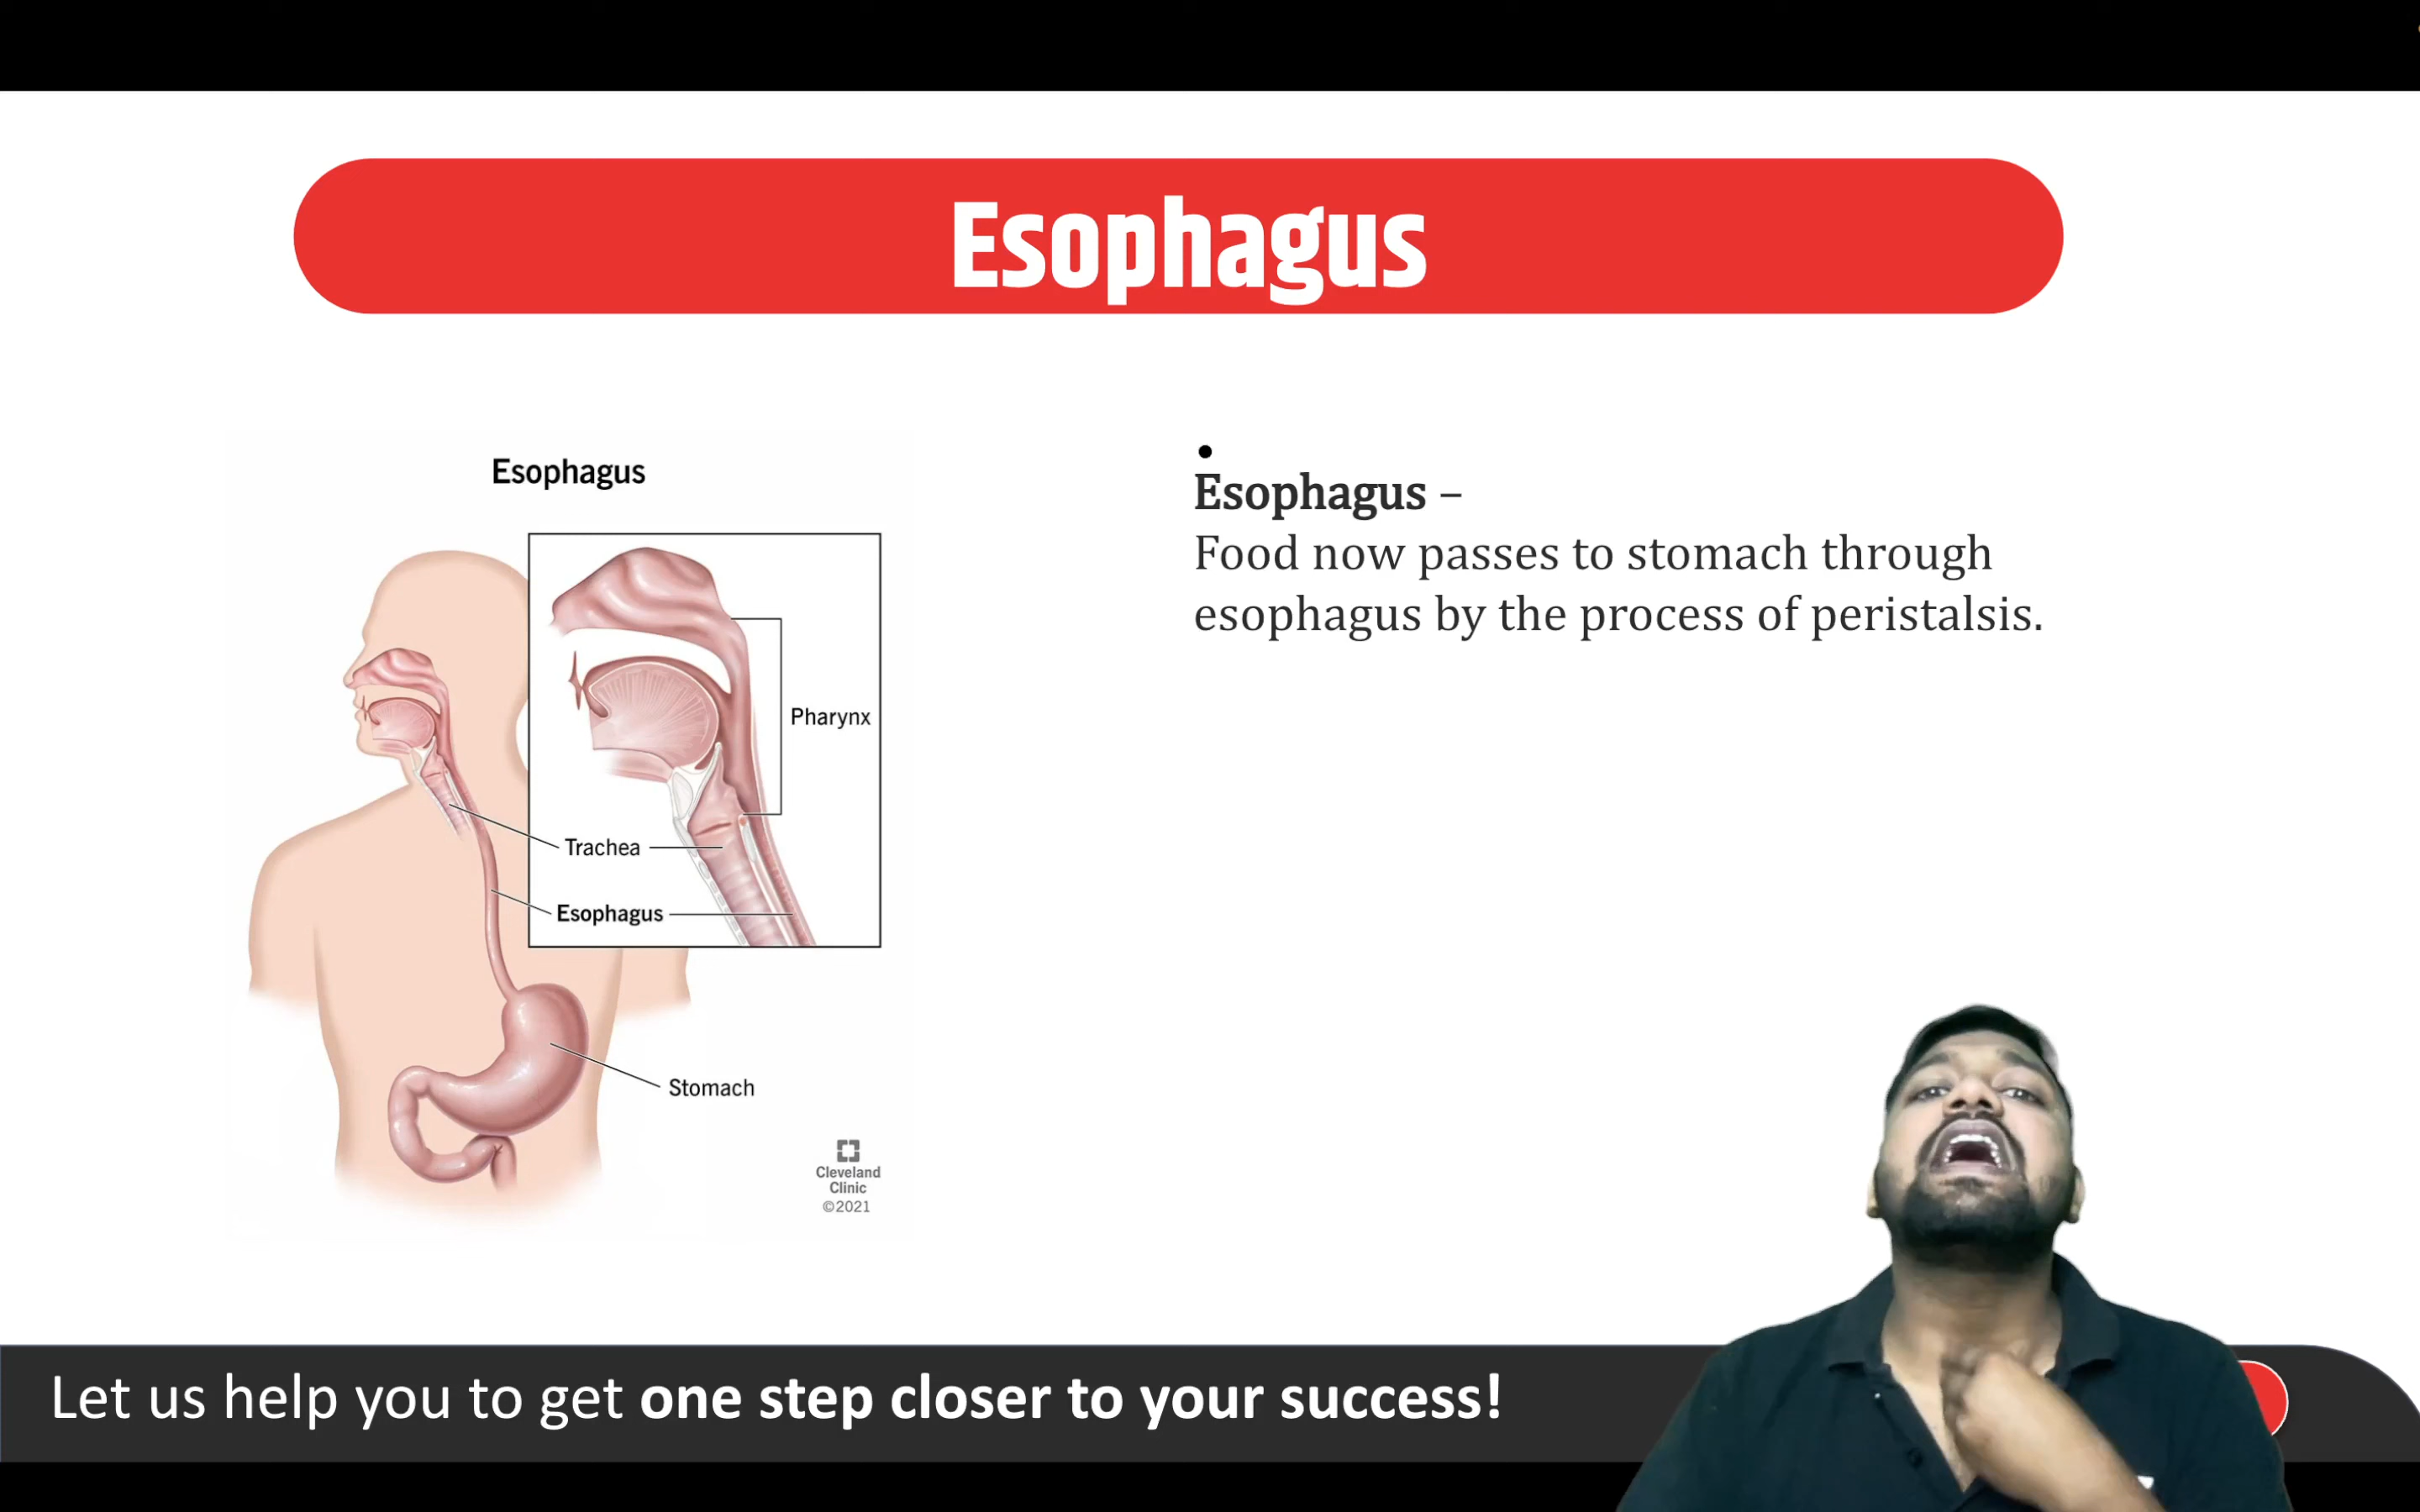 Esophagus
Esophagus
Pharynx
Trachea
Esophagus
Stomach
Cleveland
Clinic
©2021
•
Esophagus –
Food now passes to stomach through
esophagus by the process of peristalsis.
Let us help you to get one step closer to your success!